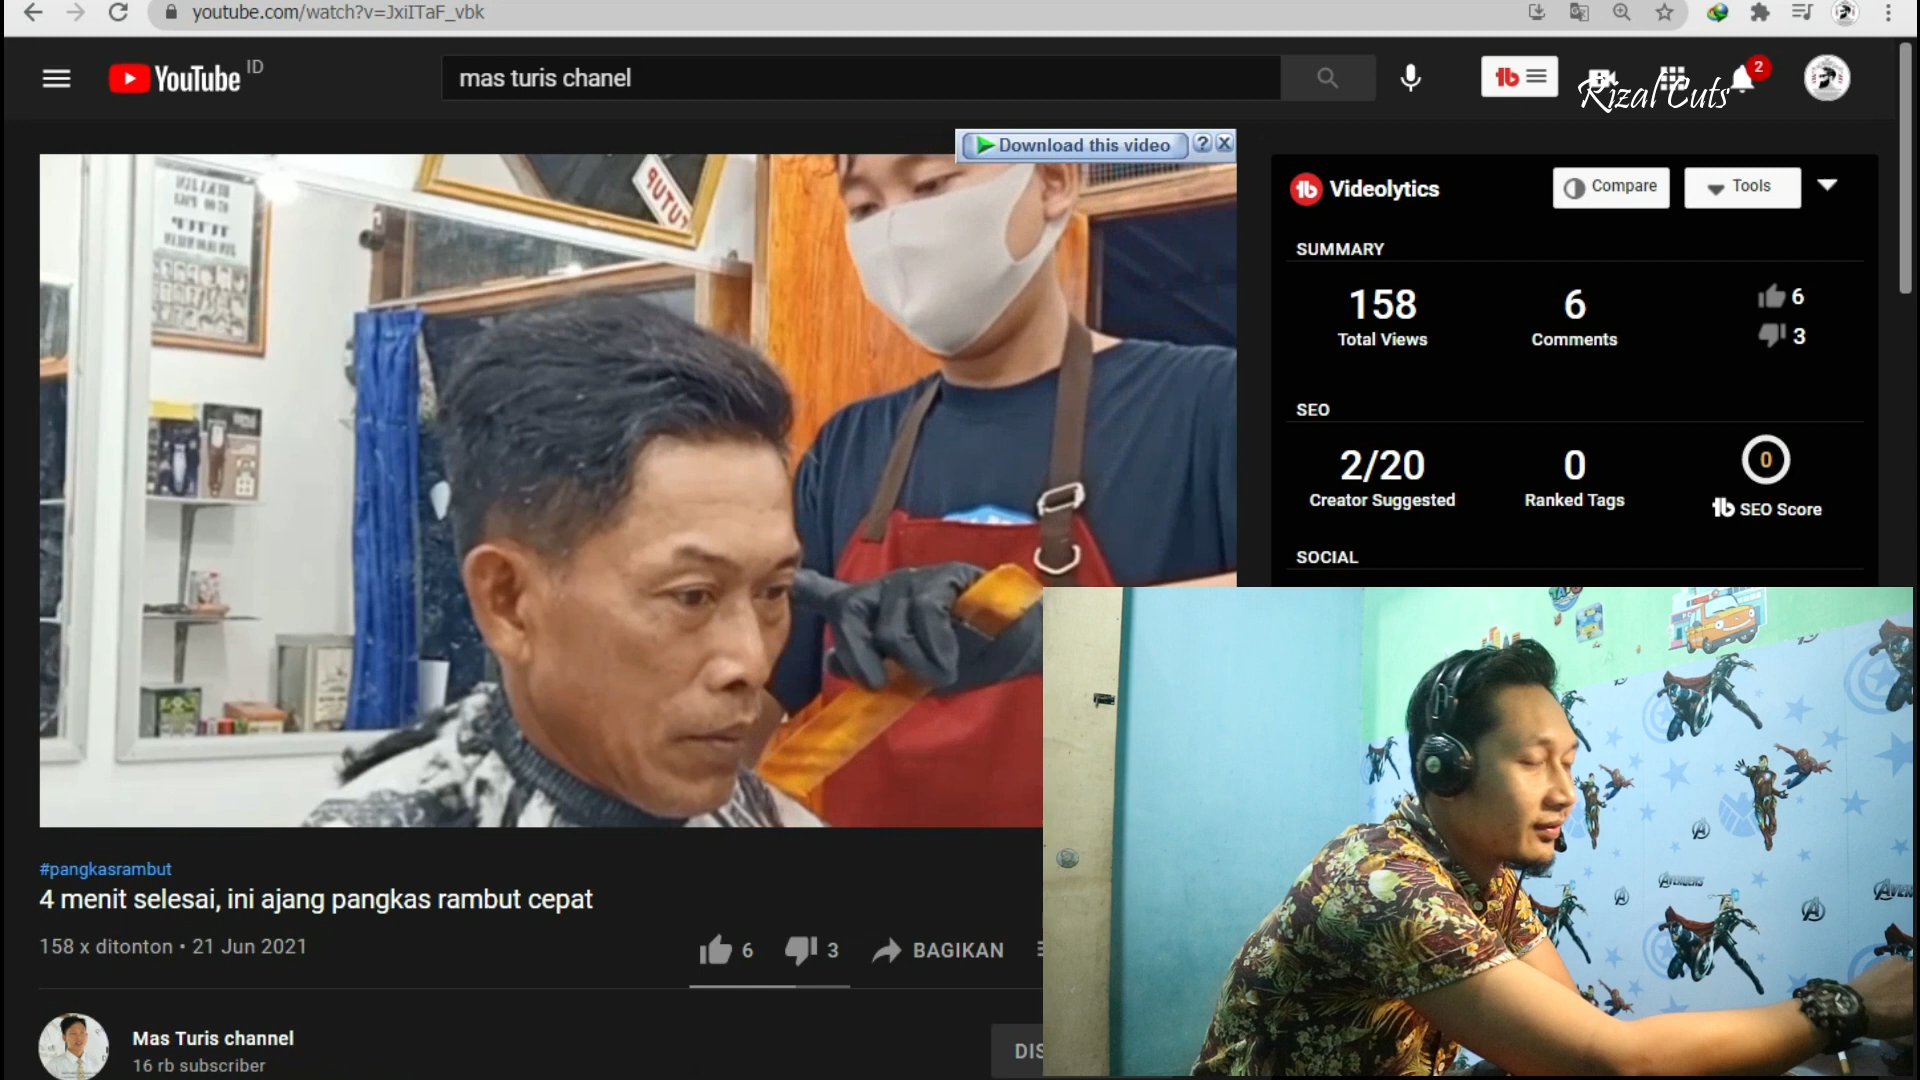 youtube.com/watch?v=JxiITaF_vbk
YouTube ID
mas turis chanel
2
Rizal Cuts
Download this video
?
TUTUP
Videolytics
Compare
Tools
SUMMARY
158
Total Views
6
Comments
6
3
SEO
2/20
Creator Suggested
0
Ranked Tags
0
SEO Score
SOCIAL
AVENGERS
#pangkasrambut
4 menit selesai, ini ajang pangkas rambut cepat
158 x ditonton • 21 Jun 2021
6
3
BAGIKAN
Mas Turis channel
16 rb subscriber
DIS